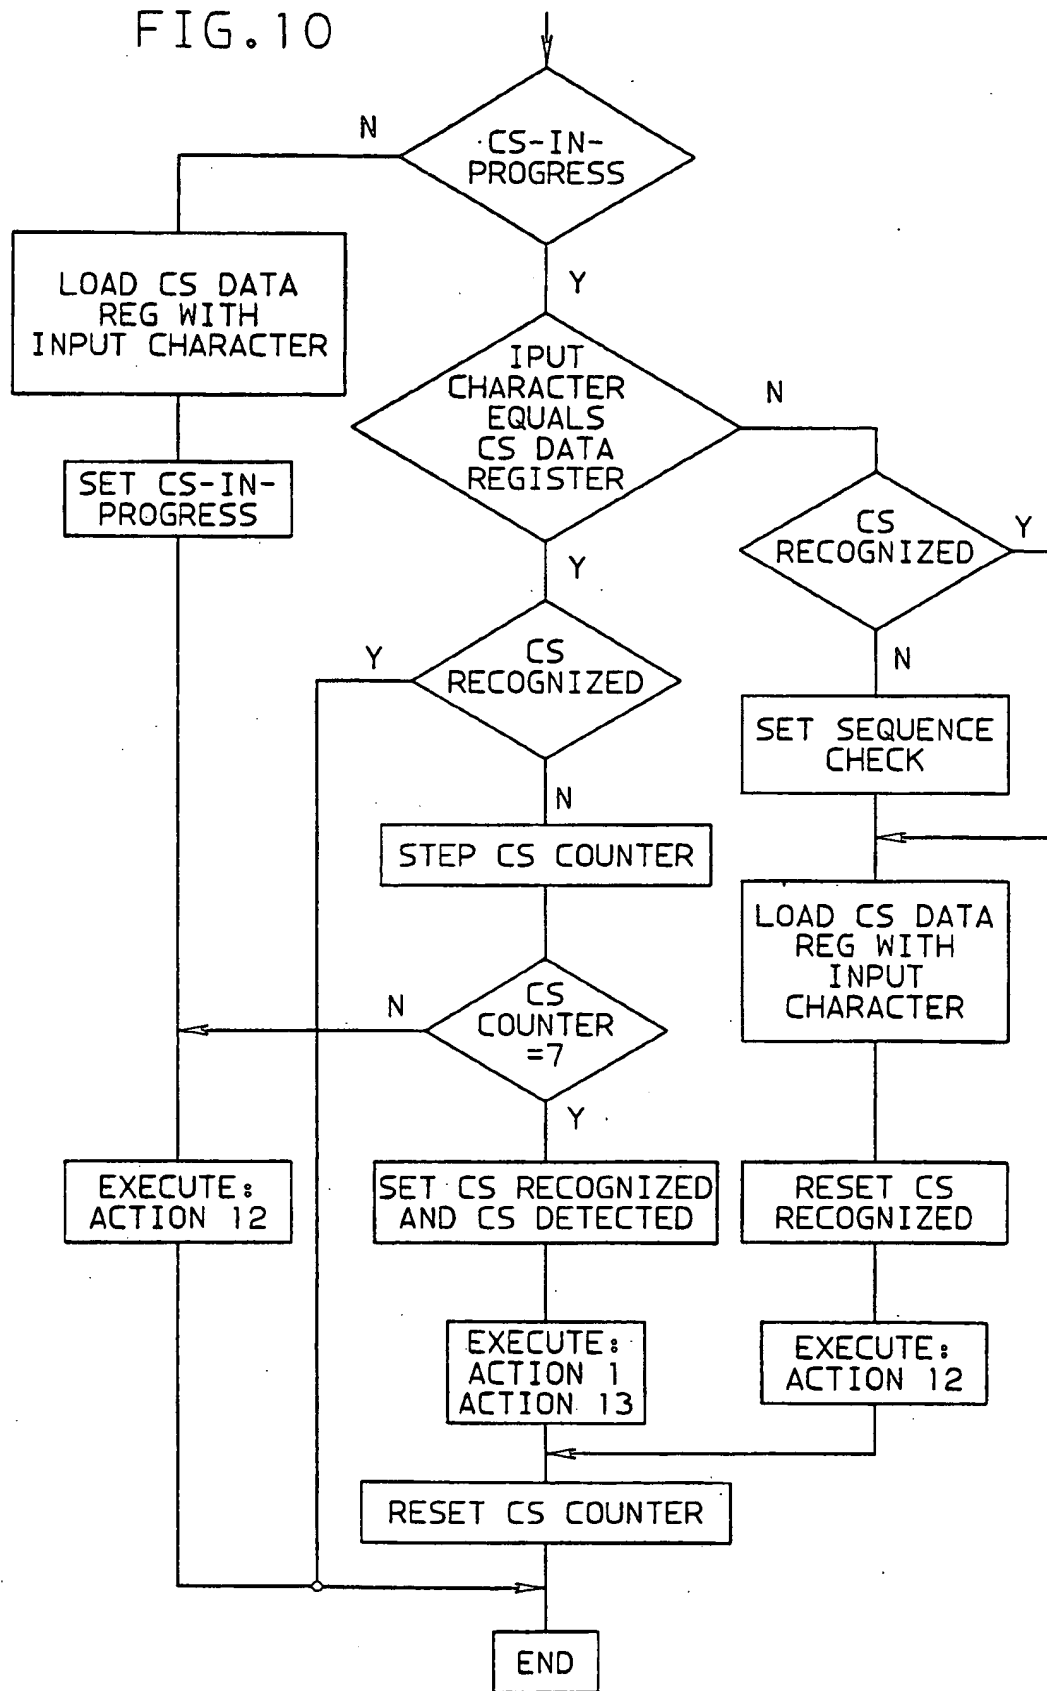 FIG.10
N
CS-IN-
PROGRESS
Y
LOAD CS DATA
REG WITH
INPUT CHARACTER
IPUT
CHARACTER
EQUALS
CS DATA
REGISTER
N
SET CS-IN-
PROGRESS
CS
RECOGNIZED
Y
Y
N
CS
RECOGNIZED
Y
N
SET SEQUENCE
CHECK
STEP CS COUNTER
LOAD CS DATA
REG WITH
INPUT
CHARACTER
N
CS
COUNTER
=7
Y
EXECUTE:
ACTION 12
SET CS RECOGNIZED
AND CS DETECTED
RESET CS
RECOGNIZED
EXECUTE:
ACTION 1
ACTION 13
EXECUTE:
ACTION 12
RESET CS COUNTER
END